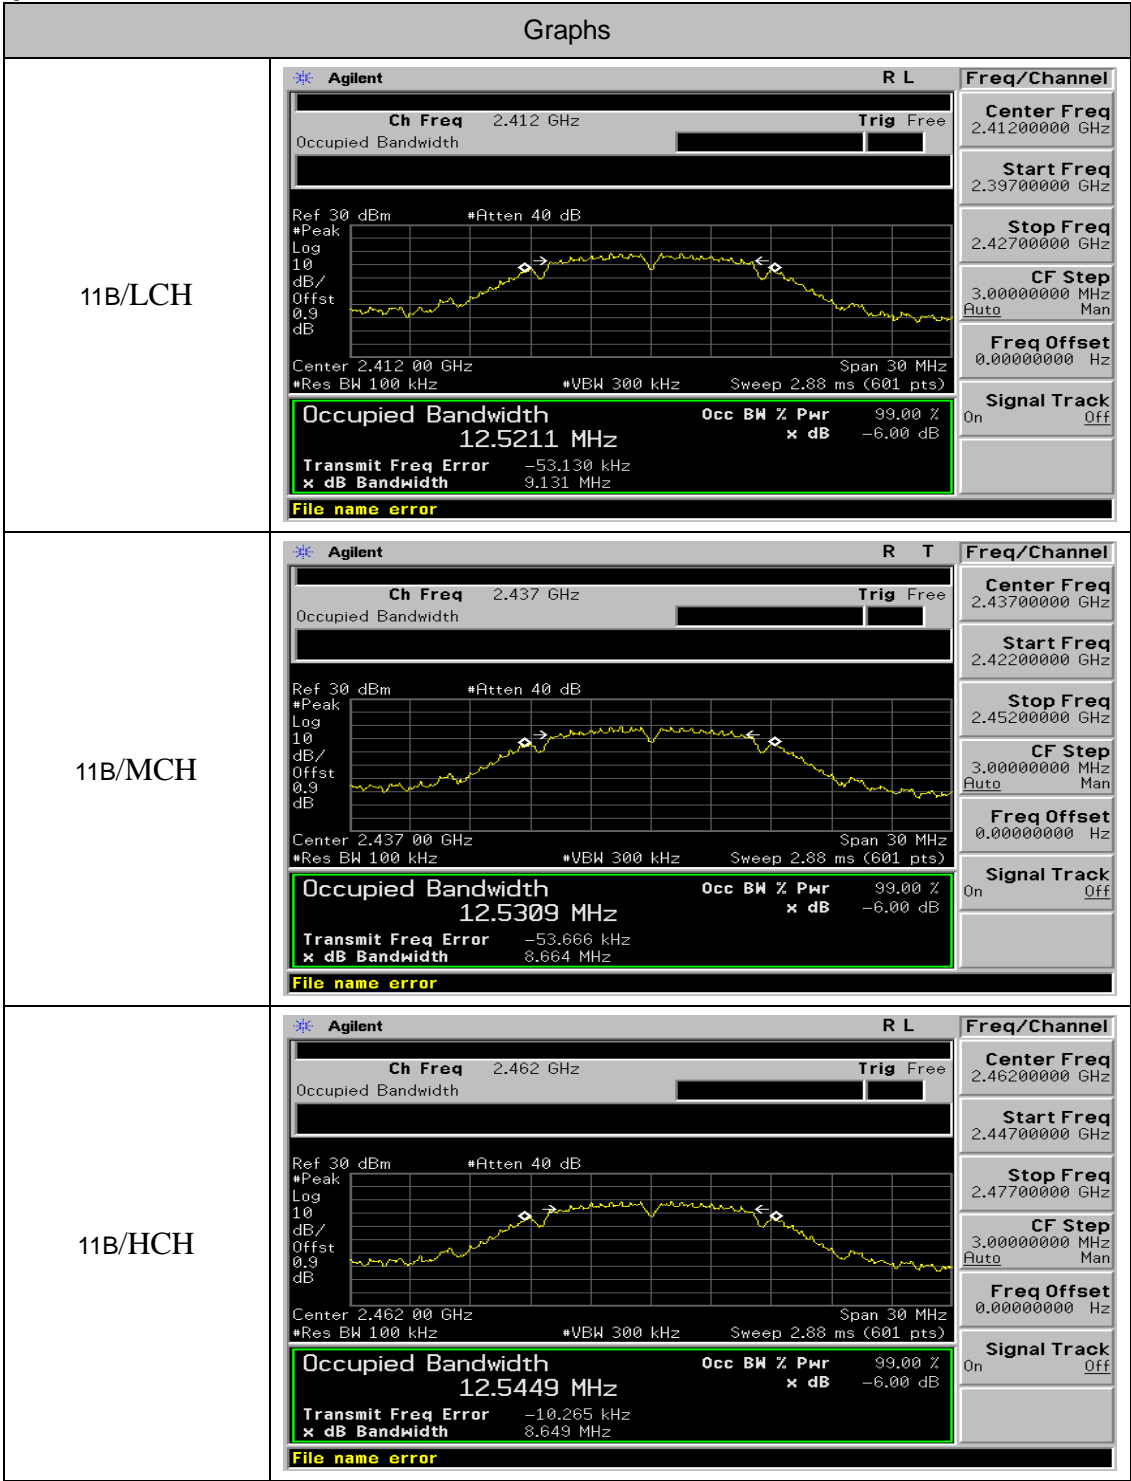 Graphs
11B/LCH
Agilent R L Freq/Channel
Ch Freq 2.412 GHz Trig Free
Occupied Bandwidth
Center Freq
2.41200000 GHz
Start Freq
2.39700000 GHz
Stop Freq
2.42700000 GHz
CF Step
3.00000000 MHz
Auto Man
Freq Offset
0.00000000 Hz
Signal Track
On Off
Ref 30 dBm #Atten 40 dB
#Peak
Log
10
dB/
Offst
0.9
dB
Center 2.412 00 GHz Span 30 MHz
#Res BW 100 kHz #VBW 300 kHz Sweep 2.88 ms (601 pts)
Occupied Bandwidth Occ BW % Pwr 99.00 %
12.5211 MHz x dB -6.00 dB
Transmit Freq Error -53.130 kHz
x dB Bandwidth 9.131 MHz
File name error
11B/MCH
Agilent R T Freq/Channel
Ch Freq 2.437 GHz Trig Free
Occupied Bandwidth
Center Freq
2.43700000 GHz
Start Freq
2.42200000 GHz
Stop Freq
2.45200000 GHz
CF Step
3.00000000 MHz
Auto Man
Freq Offset
0.00000000 Hz
Signal Track
On Off
Ref 30 dBm #Atten 40 dB
#Peak
Log
10
dB/
Offst
0.9
dB
Center 2.437 00 GHz Span 30 MHz
#Res BW 100 kHz #VBW 300 kHz Sweep 2.88 ms (601 pts)
Occupied Bandwidth Occ BW % Pwr 99.00 %
12.5309 MHz x dB -6.00 dB
Transmit Freq Error -53.666 kHz
x dB Bandwidth 8.664 MHz
File name error
11B/HCH
Agilent R L Freq/Channel
Ch Freq 2.462 GHz Trig Free
Occupied Bandwidth
Center Freq
2.46200000 GHz
Start Freq
2.44700000 GHz
Stop Freq
2.47700000 GHz
CF Step
3.00000000 MHz
Auto Man
Freq Offset
0.00000000 Hz
Signal Track
On Off
Ref 30 dBm #Atten 40 dB
#Peak
Log
10
dB/
Offst
0.9
dB
Center 2.462 00 GHz Span 30 MHz
#Res BW 100 kHz #VBW 300 kHz Sweep 2.88 ms (601 pts)
Occupied Bandwidth Occ BW % Pwr 99.00 %
12.5449 MHz x dB -6.00 dB
Transmit Freq Error -10.265 kHz
x dB Bandwidth 8.649 MHz
File name error